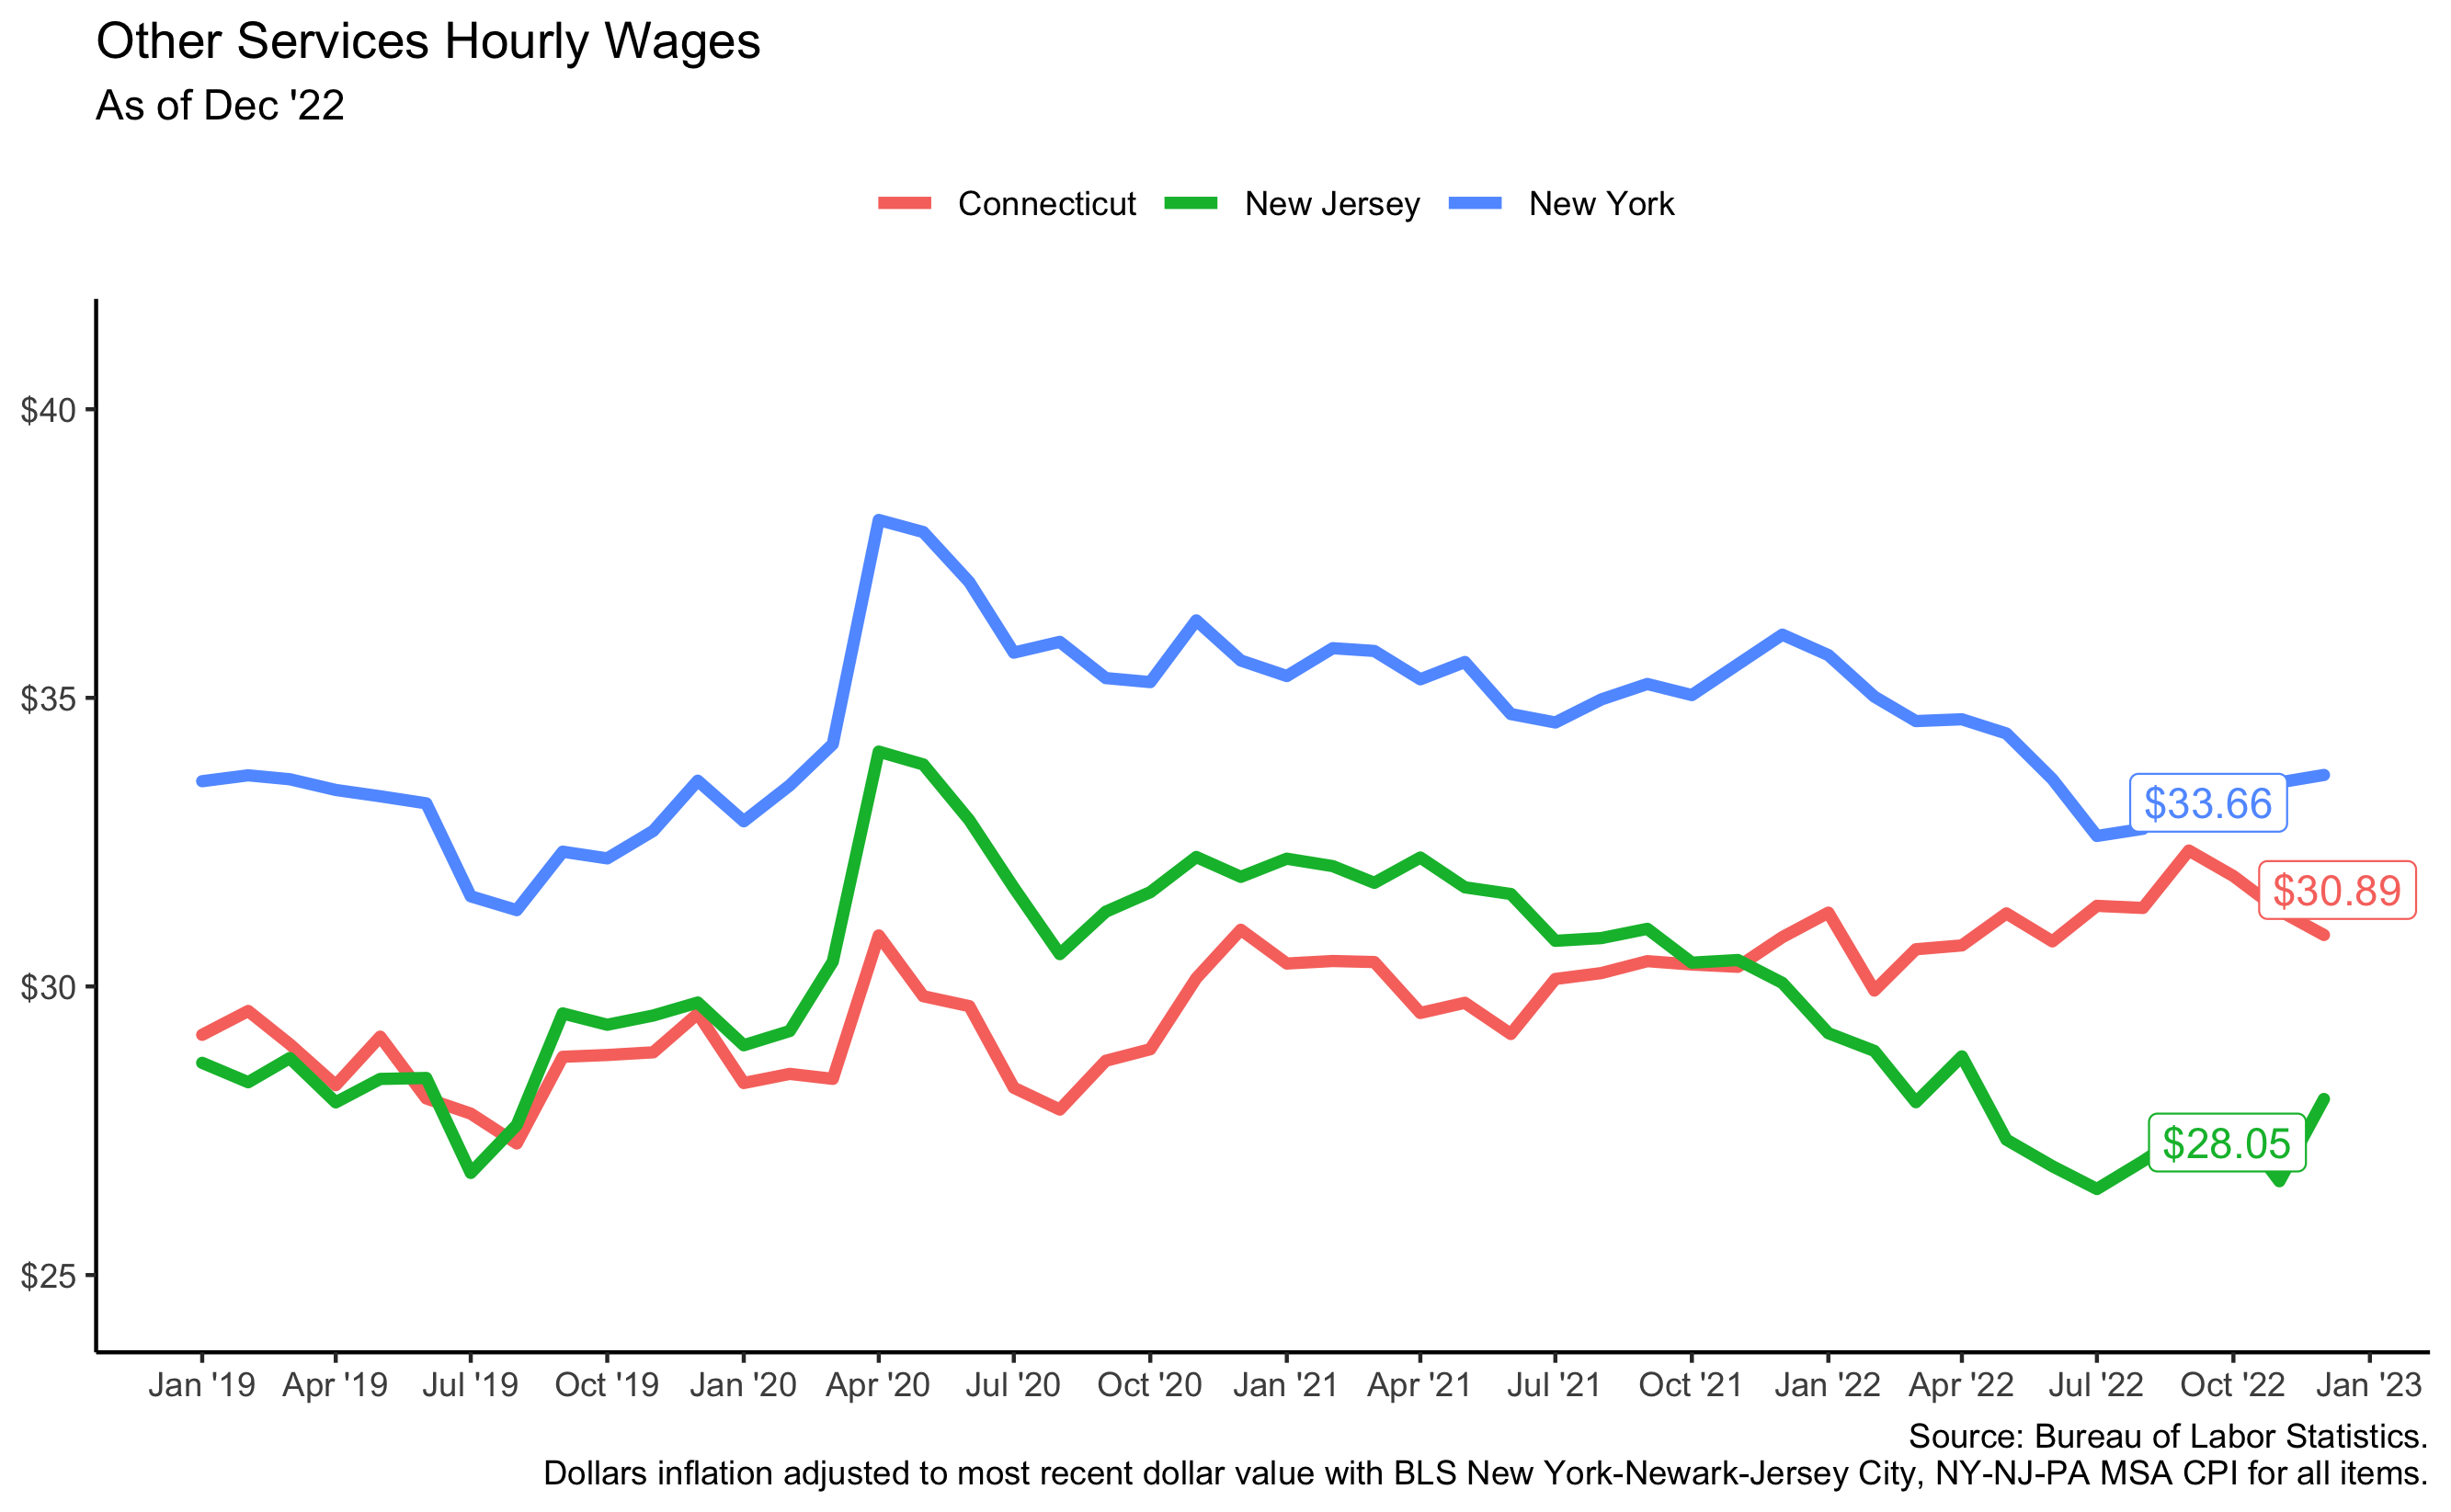 Other Services Hourly Wages
As of Dec '22
Connecticut New Jersey New York
$40
$35
$30
$25
$33.66
$30.89
$28.05
Jan '19 Apr '19 Jul '19 Oct '19 Jan '20 Apr '20 Jul '20 Oct '20 Jan '21 Apr '21 Jul '21 Oct '21 Jan '22 Apr '22 Jul '22 Oct '22 Jan '23
Source: Bureau of Labor Statistics.
Dollars inflation adjusted to most recent dollar value with BLS New York-Newark-Jersey City, NY-NJ-PA MSA CPI for all items.